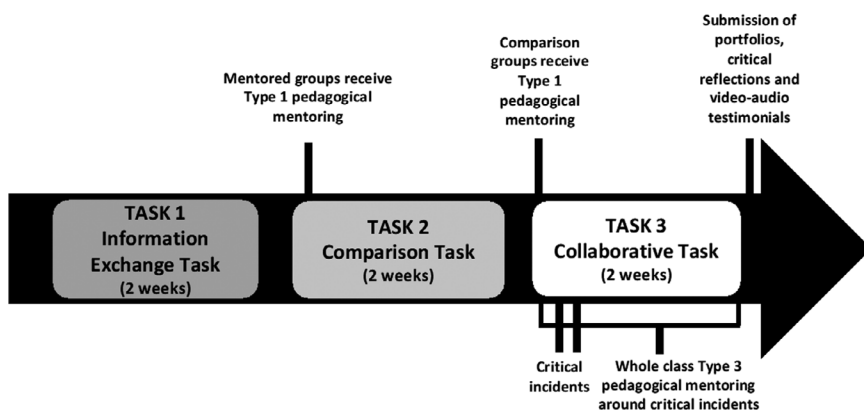 Mentored groups receive
Type 1 pedagogical
mentoring
Comparison
groups receive
Type 1
pedagogical
mentoring
Submission of
portfolios,
critical
reflections and
video-audio
testimonials
TASK 1
Information
Exchange Task
(2 weeks)
TASK 2
Comparison Task
(2 weeks)
TASK 3
Collaborative Task
(2 weeks)
Critical
incidents
Whole class Type 3
pedagogical mentoring
around critical incidents